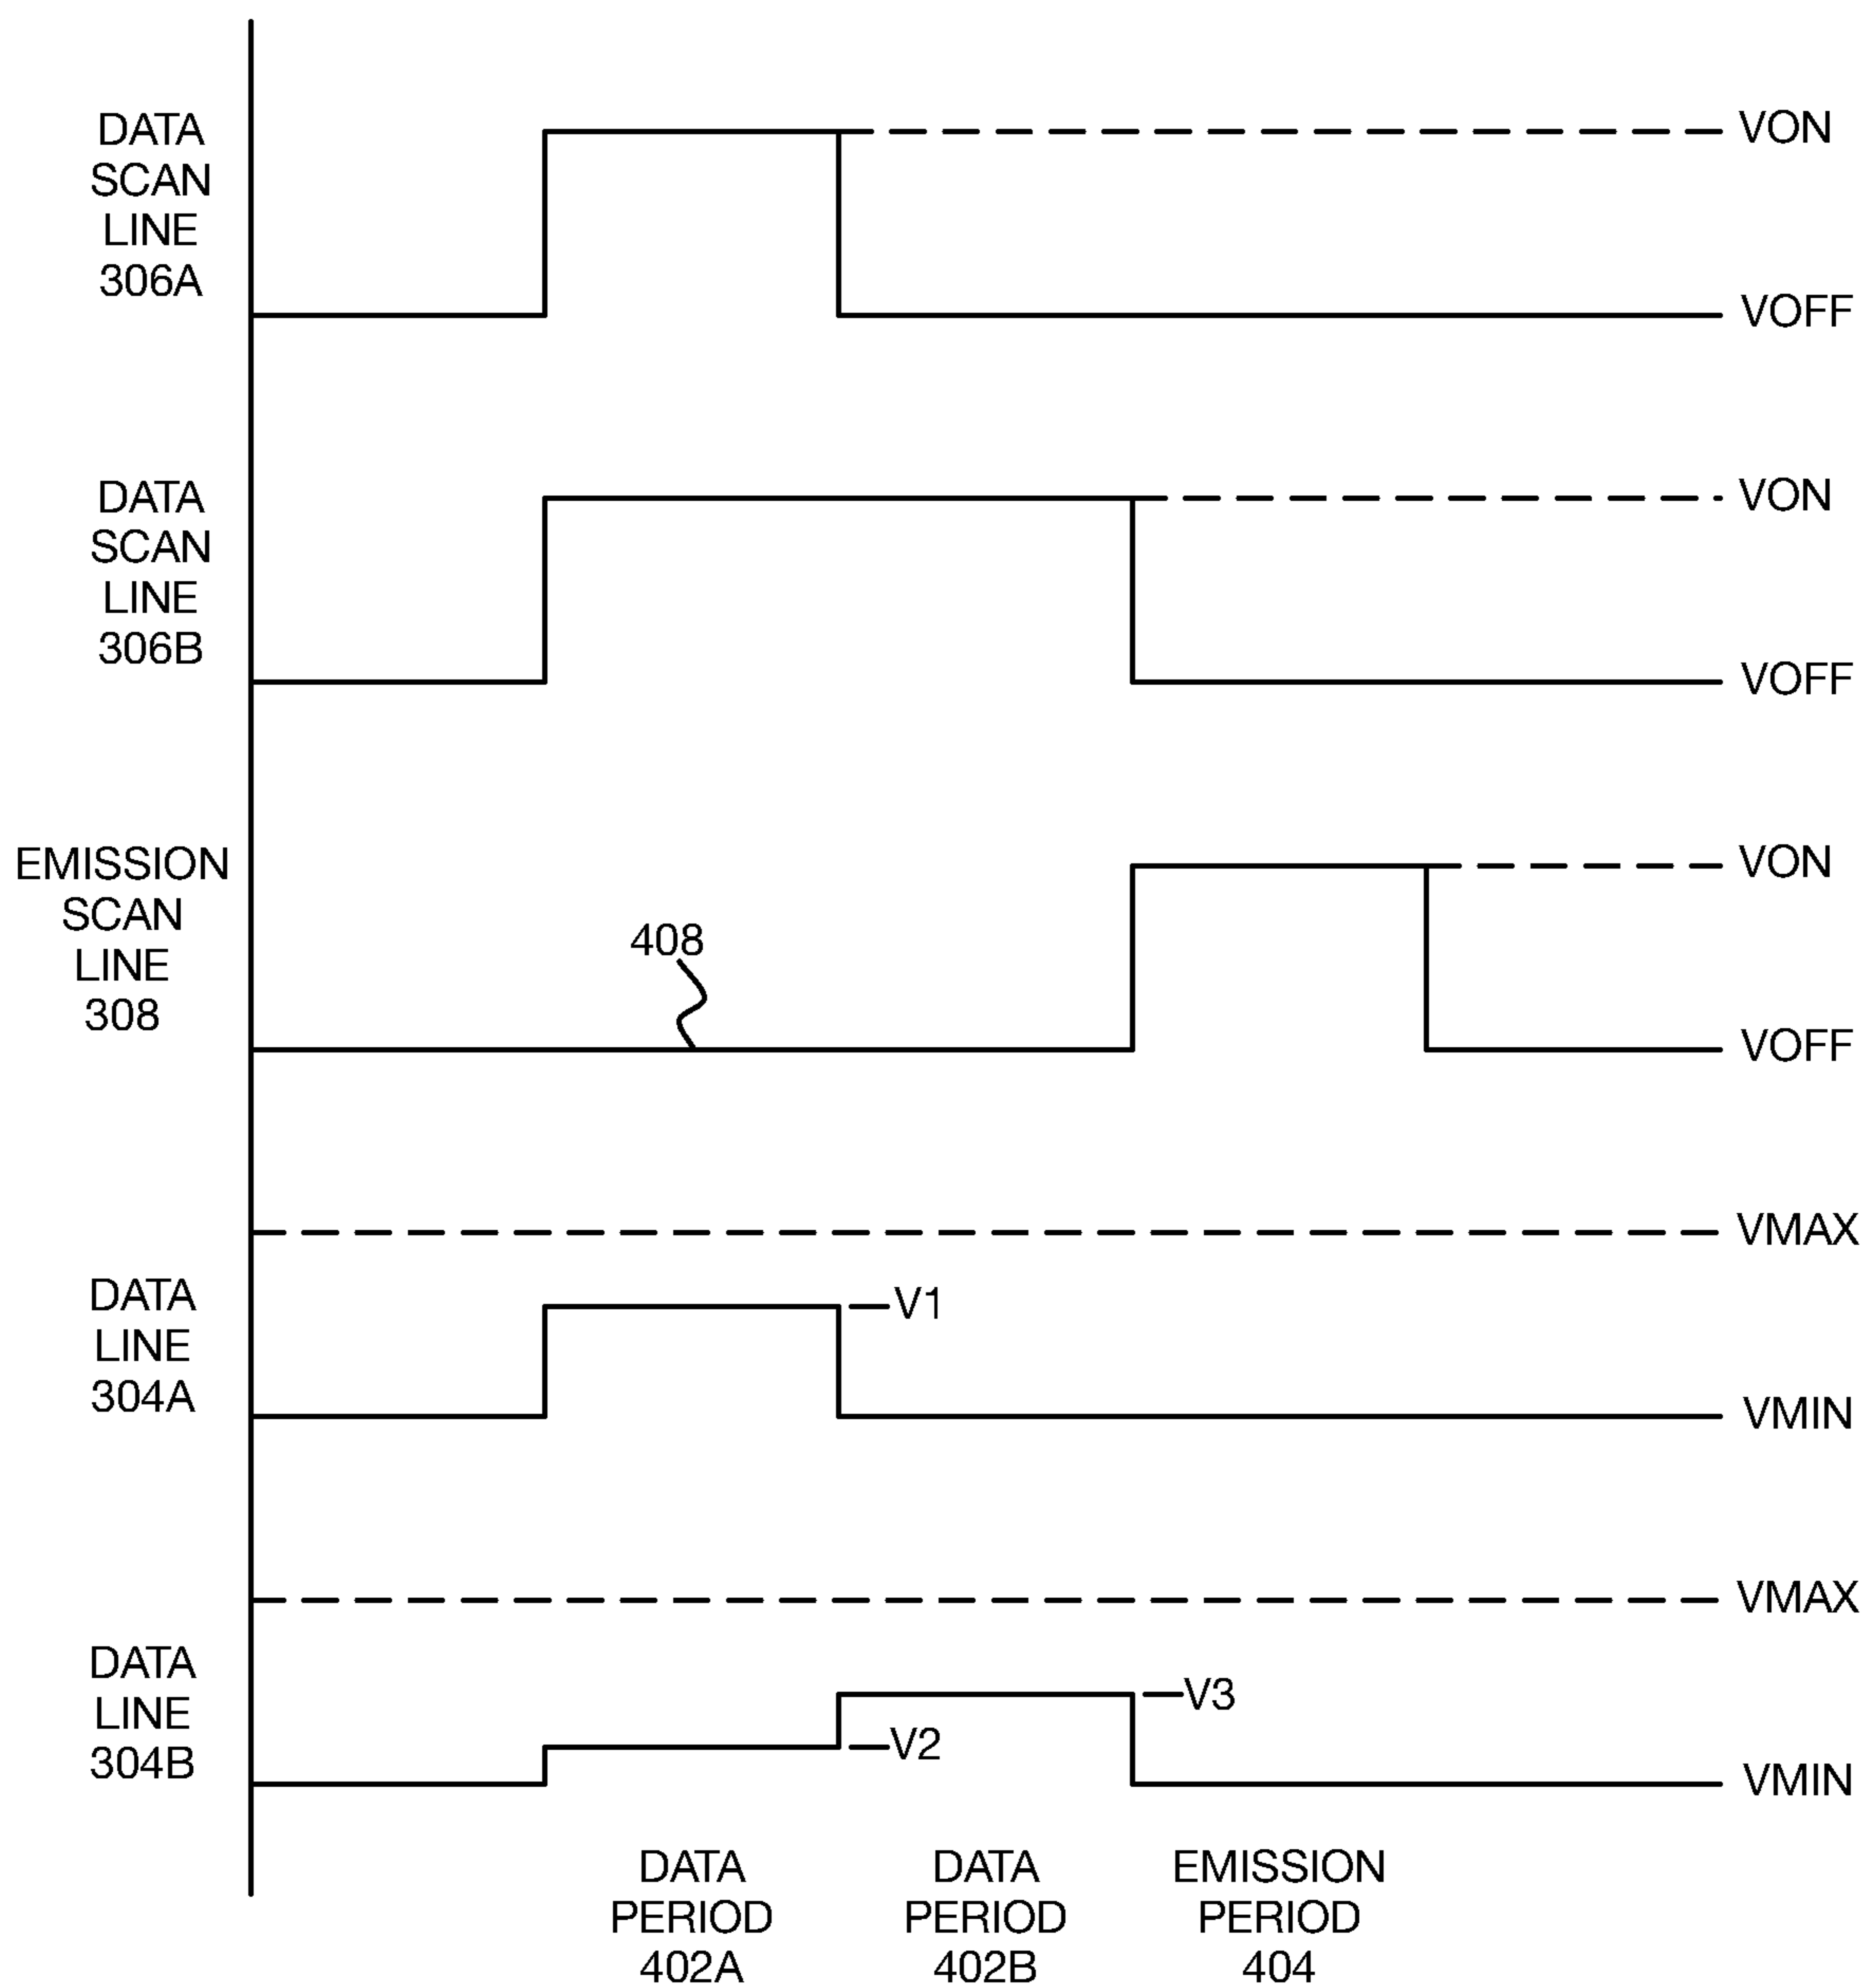 DATA
SCAN
LINE
306A
VON
VOFF
DATA
SCAN
LINE
306B
VON
VOFF
EMISSION
SCAN
LINE
308
408
VON
VOFF
VMAX
DATA
LINE
304A
V1
VMIN
VMAX
DATA
LINE
304B
V3
V2
VMIN
DATA
PERIOD
402A
DATA
PERIOD
402B
EMISSION
PERIOD
404